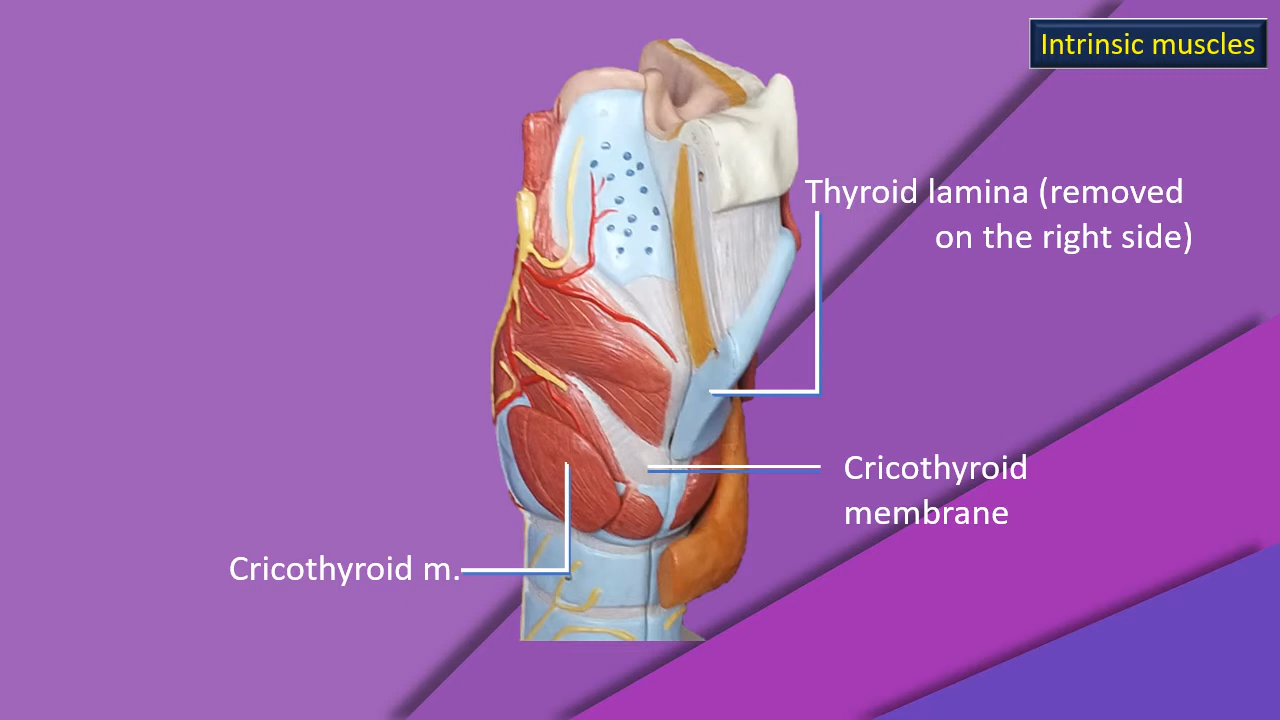 Intrinsic muscles
Thyroid lamina (removed
on the right side)
Cricothyroid
membrane
Cricothyroid m.